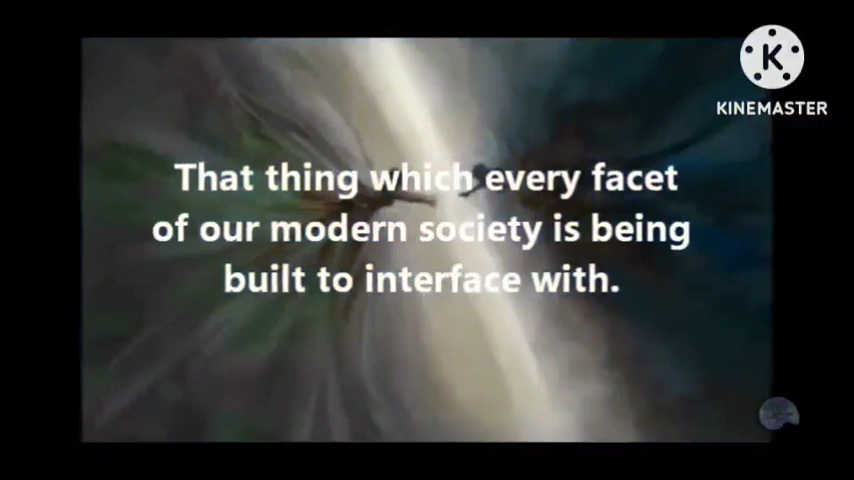 KINEMASTER
That thing which every facet
of our modern society is being
built to interface with.